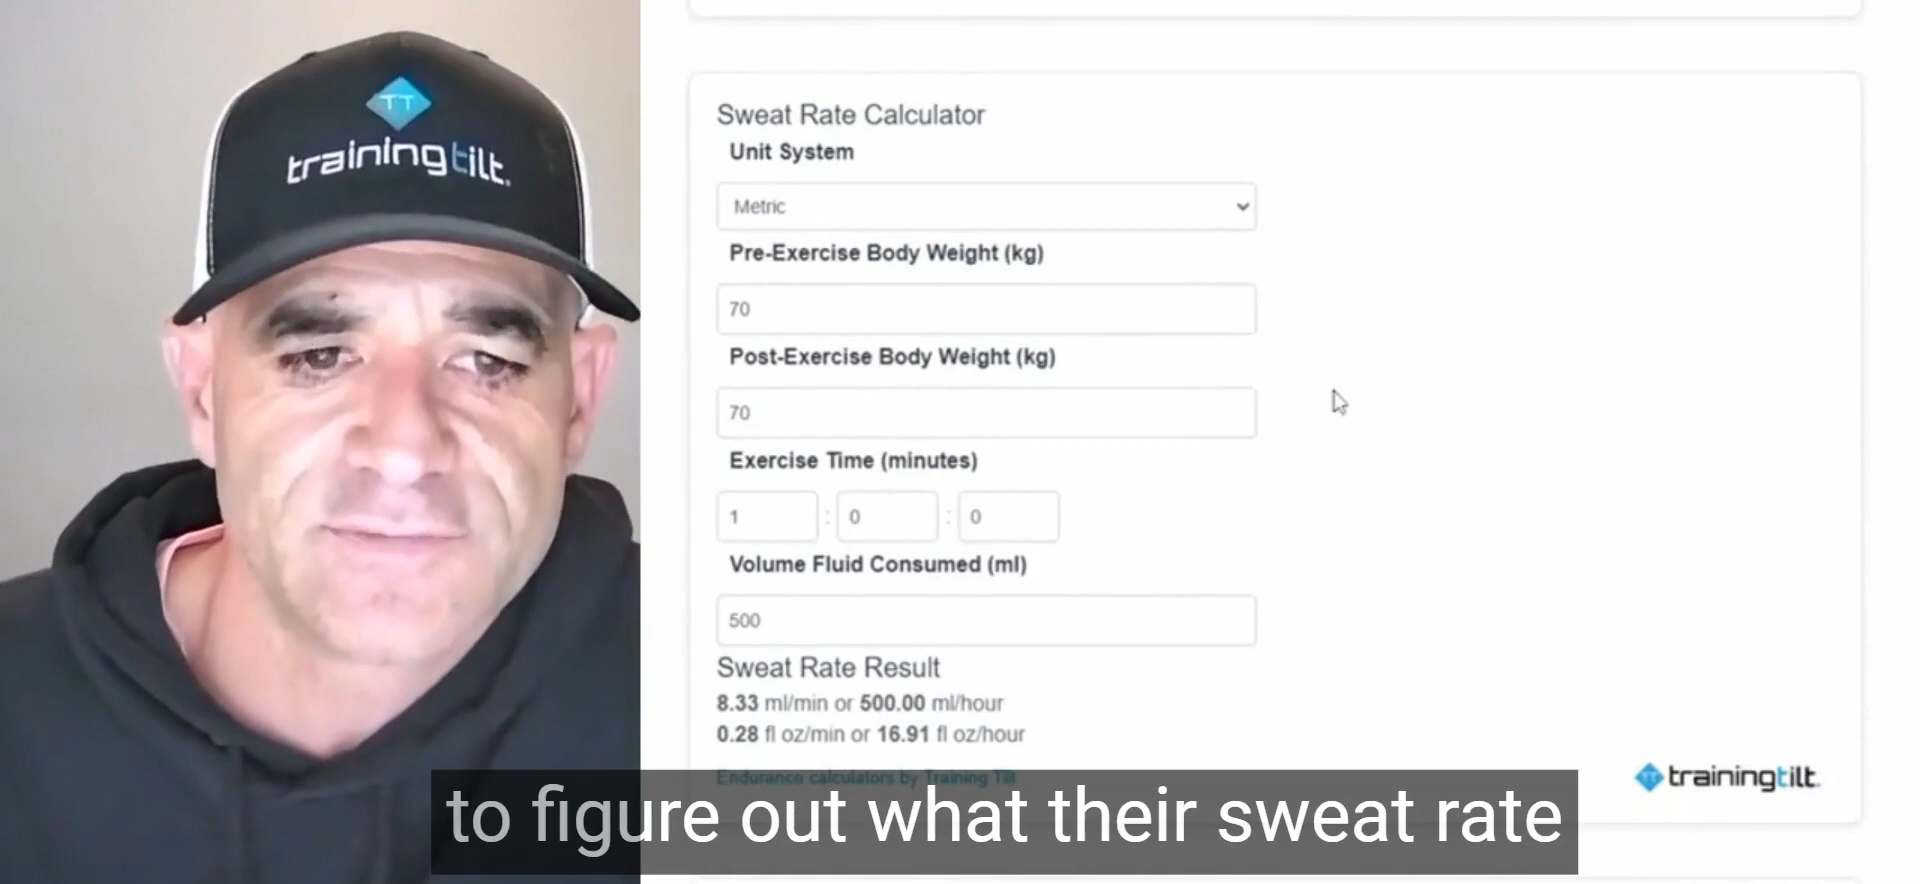 TT
trainingtilt.
Sweat Rate Calculator
Unit System
Metric
Pre-Exercise Body Weight (kg)
70
Post-Exercise Body Weight (kg)
70
Exercise Time (minutes)
1 : 0 : 0
Volume Fluid Consumed (ml)
500
Sweat Rate Result
8.33 ml/min or 500.00 ml/hour
0.28 fl oz/min or 16.91 fl oz/hour
Endurance calculators by Training Tilt
TT trainingtilt.
to figure out what their sweat rate